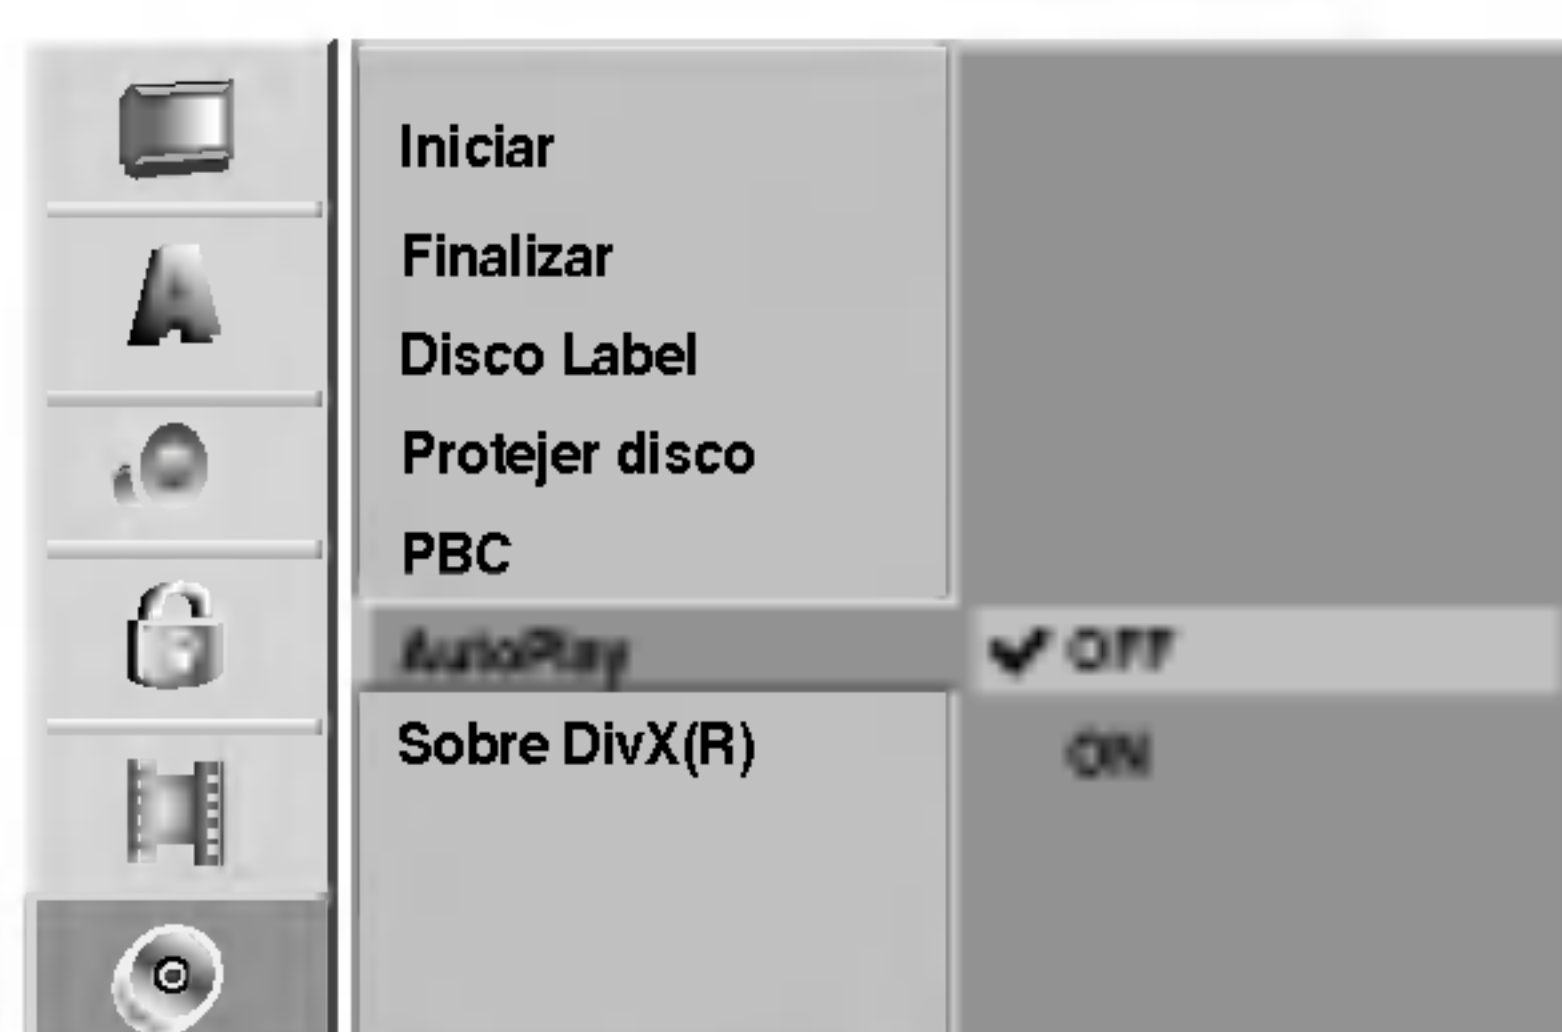 Iniciar
Finalizar
Disco Label
Protejer disco
PBC
AutoPlay
OFF
Sobre DivX(R)
ON